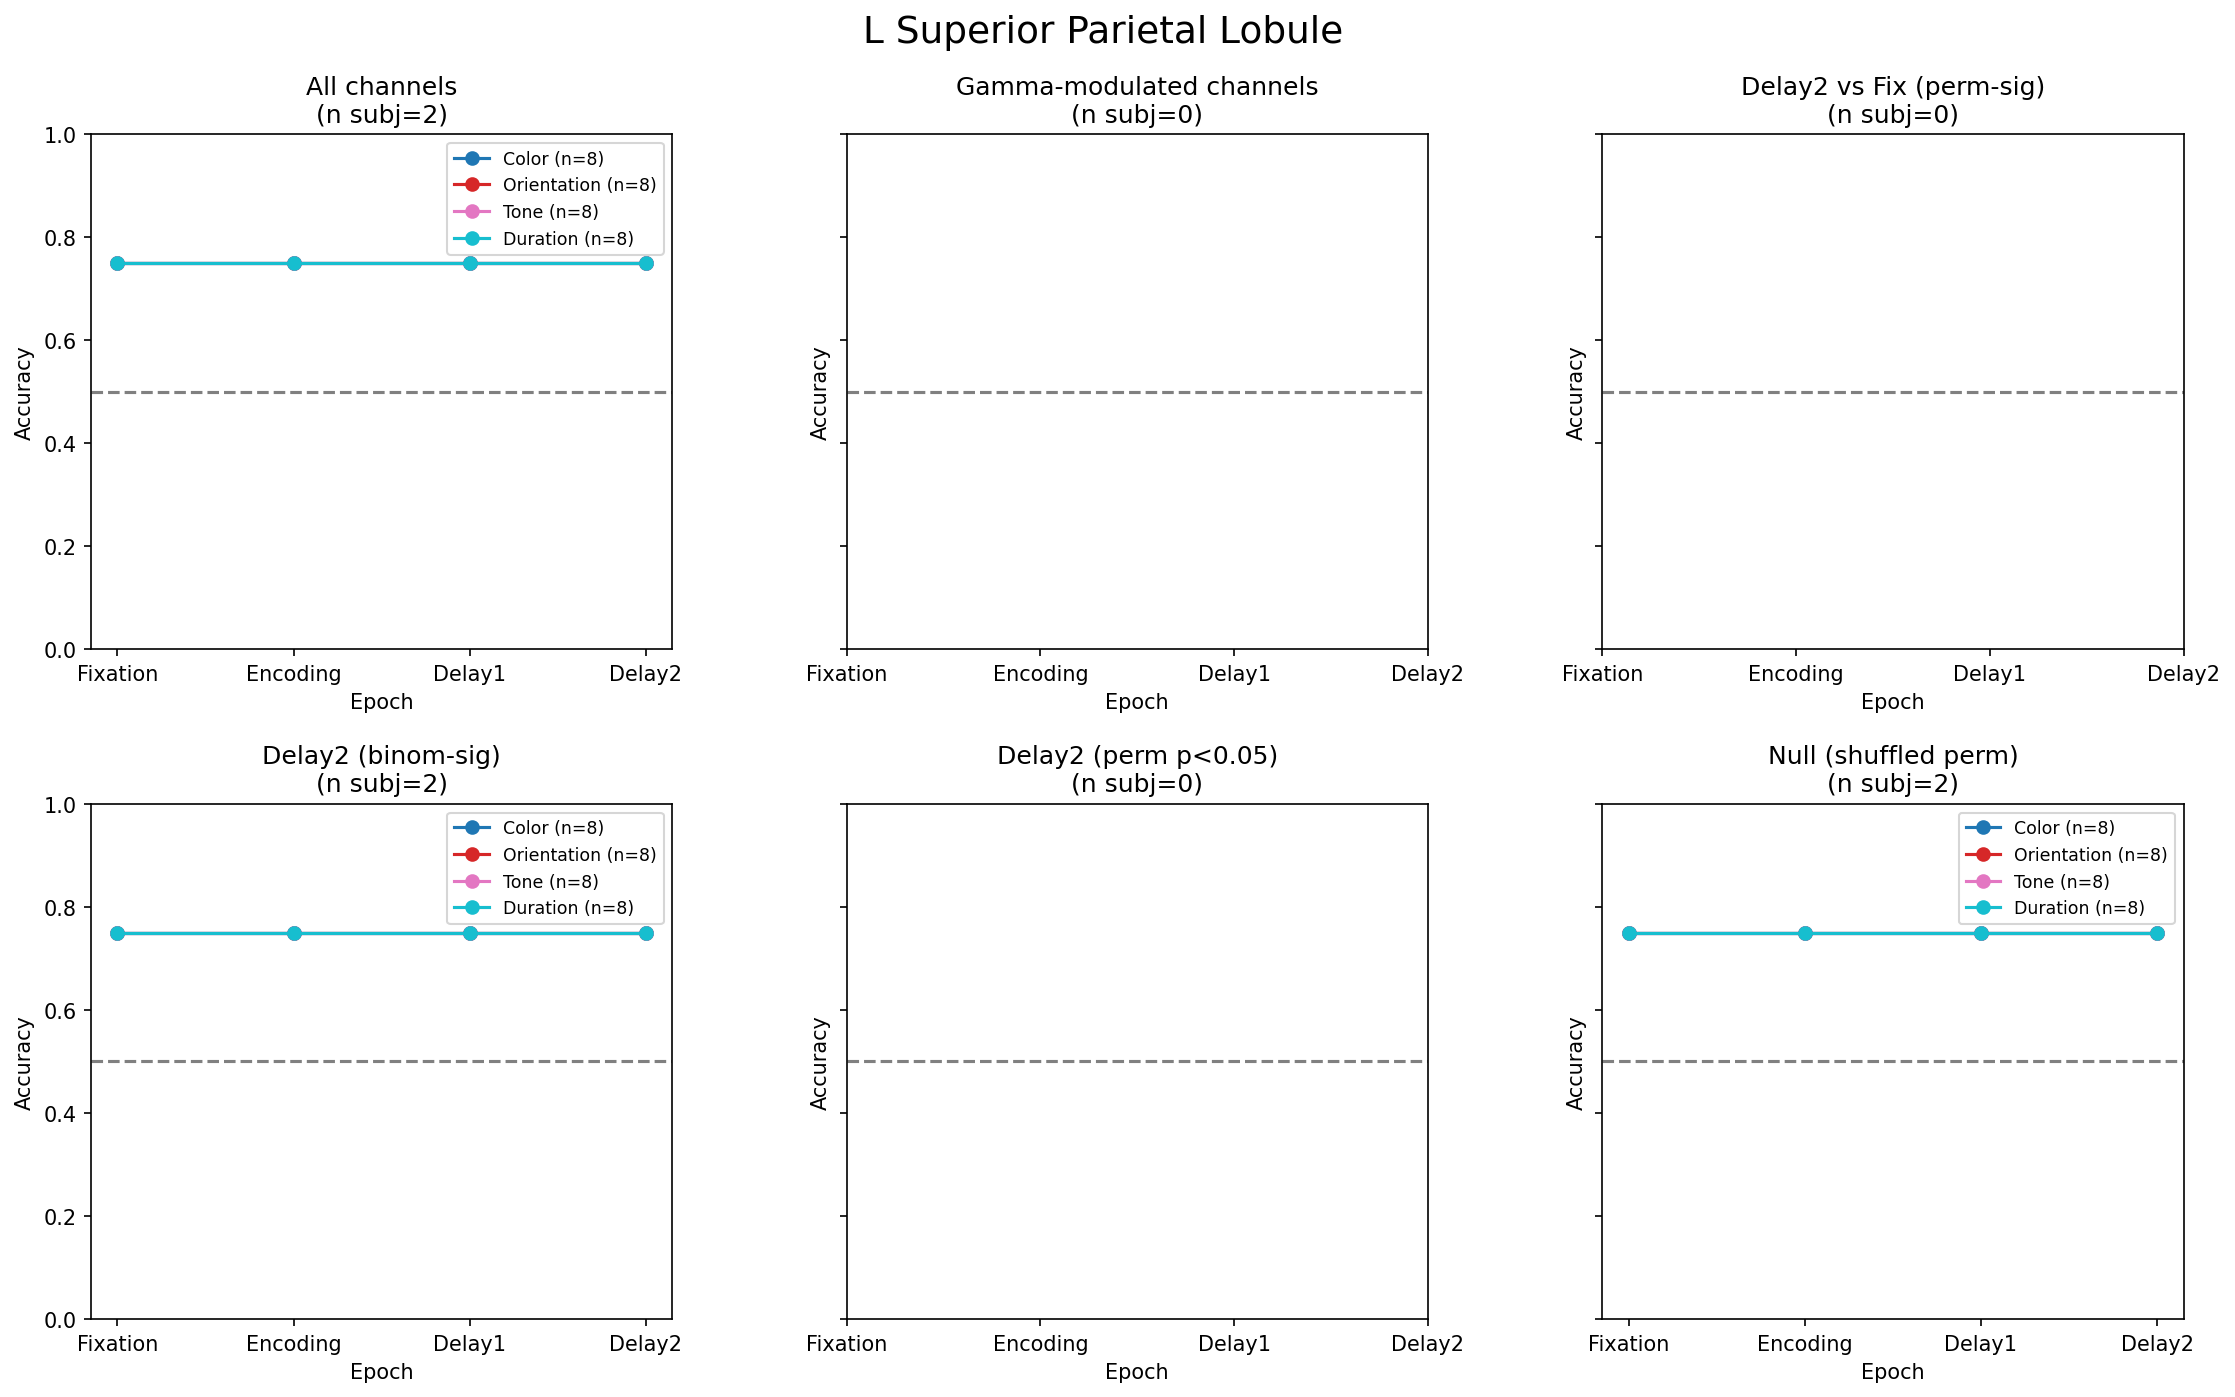 L Superior Parietal Lobule
All channels
(n subj=2)
Accuracy
1.0
0.8
0.6
0.4
0.2
0.0
Color (n=8)
Orientation (n=8)
Tone (n=8)
Duration (n=8)
Fixation Encoding Delay1 Delay2
Epoch
Gamma-modulated channels
(n subj=0)
Accuracy
Fixation Encoding Delay1 Delay2
Epoch
Delay2 vs Fix (perm-sig)
(n subj=0)
Accuracy
Fixation Encoding Delay1 Delay2
Epoch
Delay2 (binom-sig)
(n subj=2)
Accuracy
1.0
0.8
0.6
0.4
0.2
0.0
Color (n=8)
Orientation (n=8)
Tone (n=8)
Duration (n=8)
Fixation Encoding Delay1 Delay2
Epoch
Delay2 (perm p<0.05)
(n subj=0)
Accuracy
Fixation Encoding Delay1 Delay2
Epoch
Null (shuffled perm)
(n subj=2)
Accuracy
Color (n=8)
Orientation (n=8)
Tone (n=8)
Duration (n=8)
Fixation Encoding Delay1 Delay2
Epoch